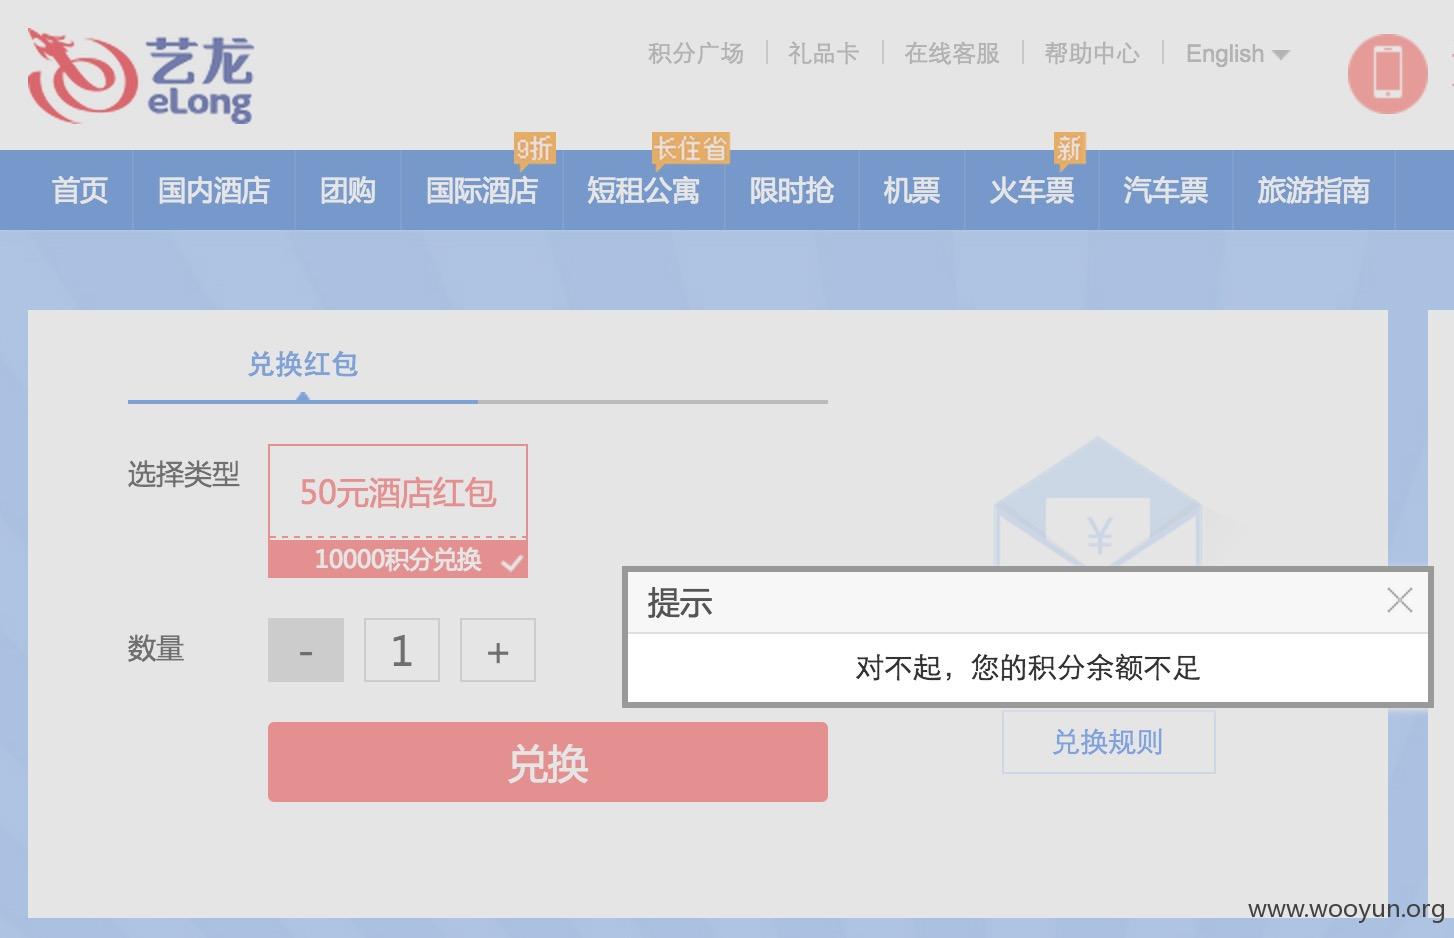 艺龙
eLong
积分广场
礼品卡
在线客服
帮助中心
English
9折
长住省
新
首页
国内酒店
团购
国际酒店
短租公寓
限时抢
机票
火车票
汽车票
旅游指南
兑换红包
选择类型
50元酒店红包
10000积分兑换
¥
提示
对不起，您的积分余额不足
数量
-
1
+
兑换
兑换规则
www.wooyun.org